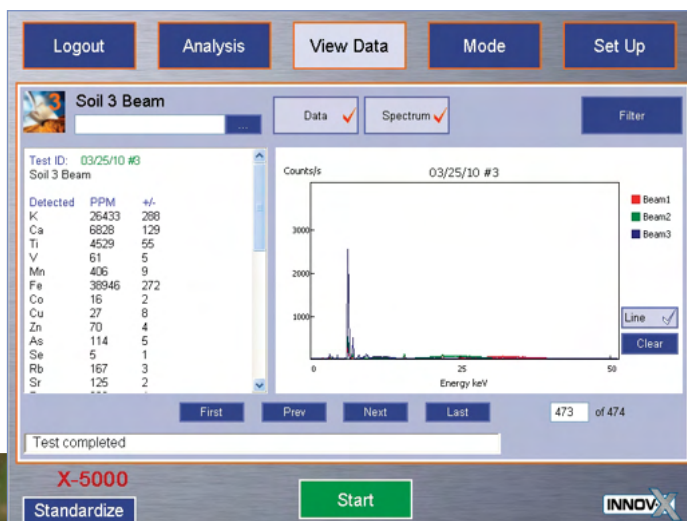 Logout Analysis View Data Mode Set Up
3 Soil 3 Beam
... Data Spectrum Filter
Test ID: 03/25/10 #3
Soil 3 Beam
Detected PPM +/-
K 26433 288
Ca 6828 129
Ti 4529 55
V 61 5
Mn 406 9
Fe 38946 272
Co 16 2
Cu 27 8
Zn 70 4
As 114 5
Se 5 1
Rb 167 3
Sr 125 2
Counts/s 03/25/10 #3
Beam1
Beam2
Beam3
3000
2000
1000
0 25 50
Energy keV
Line
Clear
First Prev Next Last 473 of 474
Test completed
X-5000
Standardize
Start
INNOV-X